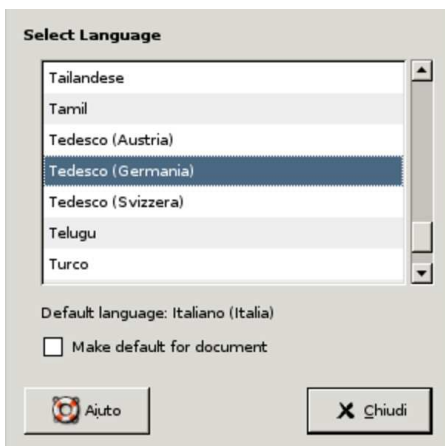 Select Language
Tailandese
Tamil
Tedesco (Austria)
Tedesco (Germania)
Tedesco (Svizzera)
Telugu
Turco
Default language: Italiano (Italia)
Make default for document
Aiuto
Chiudi